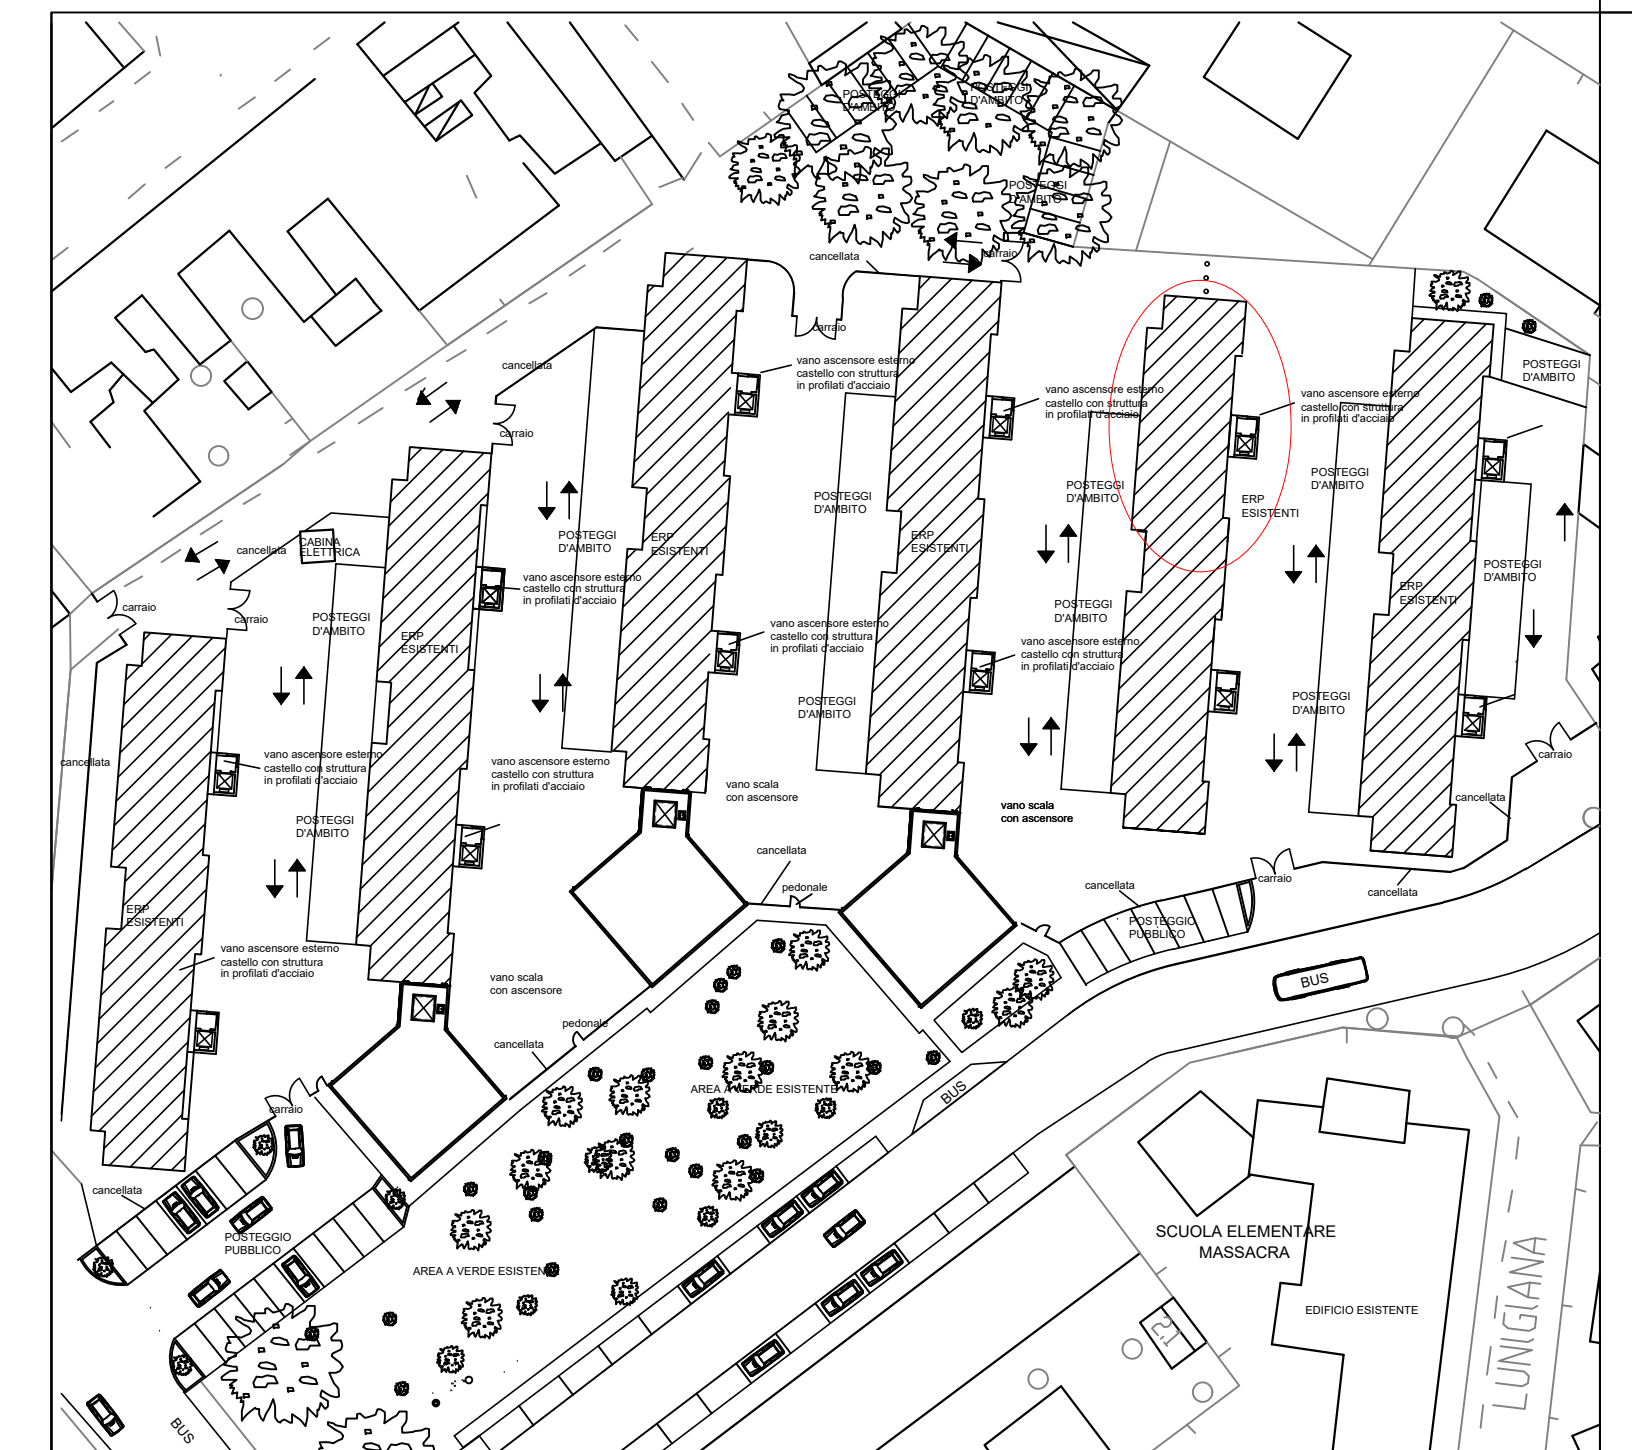 POSTEGGI
D'AMBITO
POSTEGGI
D'AMBITO
POSTEGGI
D'AMBITO
cancellata
carraio
carraio
vano ascensore esterno
castello con struttura
in profilati d'acciaio
cancellata
carraio
vano ascensore esterno
castello con struttura
in profilati d'acciaio
vano ascensore esterno
castello con struttura
in profilati d'acciaio
POSTEGGI
D'AMBITO
POSTEGGI
D'AMBITO
POSTEGGI
D'AMBITO
POSTEGGI
D'AMBITO
ERP
ESISTENTI
POSTEGGI
D'AMBITO
ERP
ESISTENTI
ERP
ESISTENTI
CABINA
ELETTRICA
cancellata
vano ascensore esterno
castello con struttura
in profilati d'acciaio
POSTEGGI
D'AMBITO
ERP
ESISTENTI
carraio
carraio
POSTEGGI
D'AMBITO
ERP
ESISTENTI
POSTEGGI
D'AMBITO
vano ascensore esterno
castello con struttura
in profilati d'acciaio
vano ascensore esterno
castello con struttura
in profilati d'acciaio
POSTEGGI
D'AMBITO
POSTEGGI
D'AMBITO
cancellata
vano ascensore esterno
castello con struttura
in profilati d'acciaio
vano ascensore esterno
castello con struttura
in profilati d'acciaio
carraio
vano scala
con ascensore
vano scala
con ascensore
cancellata
POSTEGGI
D'AMBITO
cancellata
pedonale
cancellata
carraio
cancellata
ERP
ESISTENTI
POSTEGGIO
PUBBLICO
vano ascensore esterno
castello con struttura
in profilati d'acciaio
vano scala
con ascensore
BUS
pedonale
cancellata
AREA A VERDE ESISTENTE
BUS
carraio
cancellata
POSTEGGIO
PUBBLICO
SCUOLA ELEMENTARE
MASSACRA
AREA A VERDE ESISTENTE
EDIFICIO ESISTENTE
LUNIGIANA
BUS